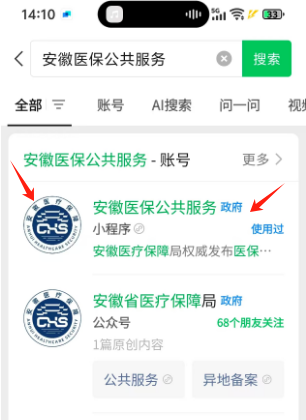 14:10
5G
33
安徽医保公共服务
搜索
全部
账号
AI搜索
问一问
视频
安徽医保公共服务 - 账号
更多
安徽医保公共服务 政府
小程序
使用过
安徽医疗保障局权威发布医保…
安徽省医疗保障局 政府
公众号
68个朋友关注
1篇原创内容
公共服务
异地备案